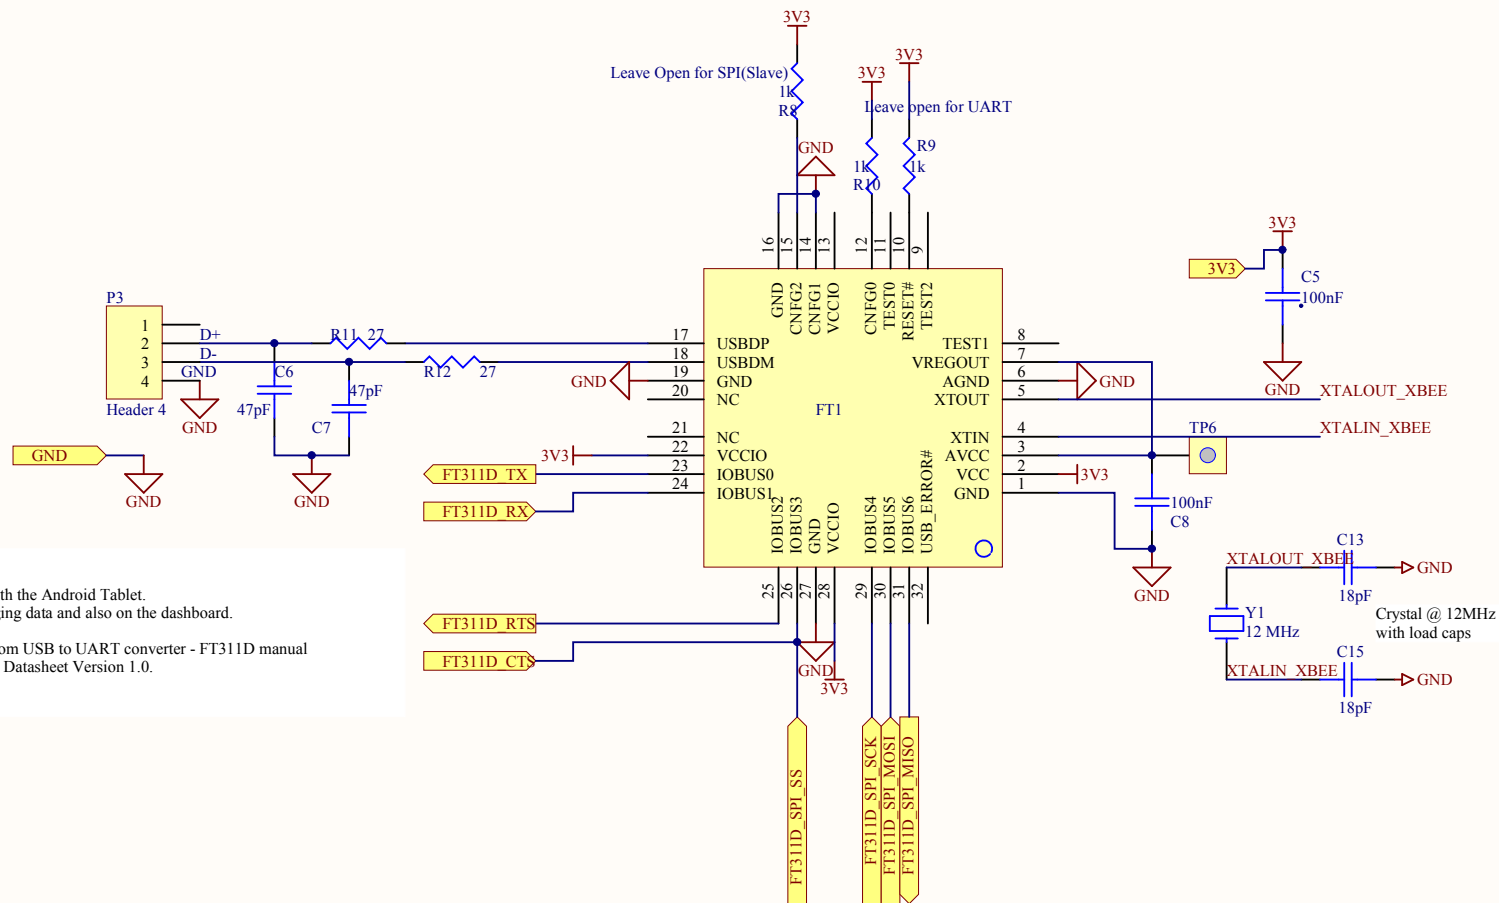 3V3
Leave Open for SPI(Slave)
1k
R8
3V3
3V3
Leave open for UART
GND
1k
R10
R9
1k
16
15
14
13
12
11
10
9
GND
CNFG2
CNFG1
VCCIO
CNFG0
TEST0
RESET#
TEST2
3V3
3V3
C5
100nF
GND
P3
1
2
3
4
Header 4
D+
D-
GND
GND
R11 27
R12 27
C6
47pF
47pF
C7
GND
GND
GND
17
18
19
20
21
22
23
24
GND
3V3
USBDP
USBDM
GND
NC
NC
VCCIO
IOBUS0
IOBUS1
FT1
TEST1
VREGOUT
AGND
XTOUT
XTIN
AVCC
VCC
GND
8
7
6
5
4
3
2
1
GND
XTALOUT_XBEE
XTALIN_XBEE
TP6
3V3
100nF
C8
GND
FT311D_TX
FT311D_RX
IOBUS2
IOBUS3
GND
VCCIO
IOBUS4
IOBUS5
IOBUS6
USB_ERROR#
25
26
27
28
29
30
31
32
FT311D_RTS
FT311D_CTS
GND
3V3
FT311D_SPI_SS
FT311D_SPI_SCK
FT311D_SPI_MOSI
FT311D_SPI_MISO
th the Android Tablet.
ging data and also on the dashboard.
om USB to UART converter - FT311D manual
Datasheet Version 1.0.
XTALOUT_XBEE
C13
18pF
GND
Y1
12 MHz
Crystal @ 12MHz
with load caps
XTALIN_XBEE
C15
18pF
GND